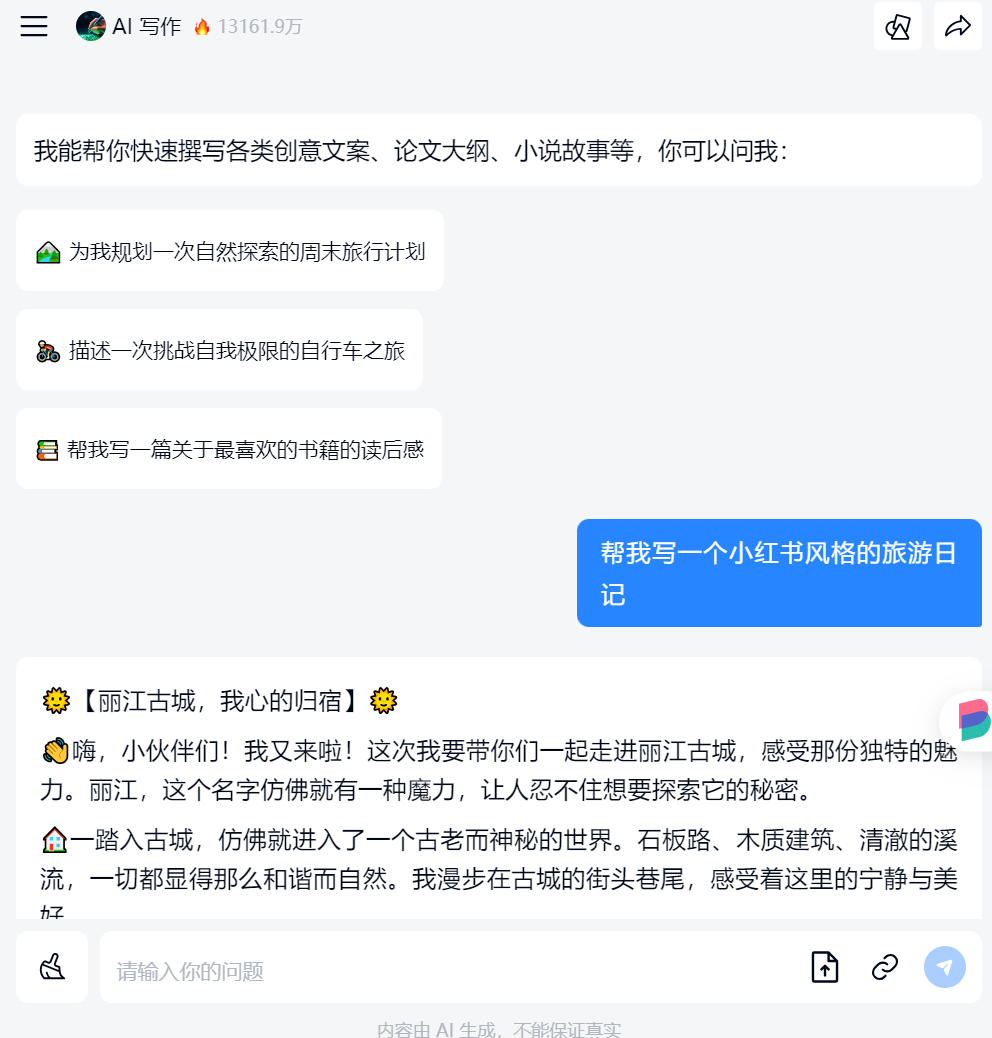 AI 写作 🔥 13161.9万
我能帮你快速撰写各类创意文案、论文大纲、小说故事等，你可以问我：
🏞️ 为我规划一次自然探索的周末旅行计划
🚴 描述一次挑战自我极限的自行车之旅
📚 帮我写一篇关于最喜欢的书籍的读后感
帮我写一个小红书风格的旅游日
记
🌞【丽江古城，我心的归宿】🌞
👏嗨，小伙伴们！我又来啦！这次我要带你们一起走进丽江古城，感受那份独特的魅
力。丽江，这个名字仿佛就有一种魔力，让人忍不住想要探索它的秘密。
🏠一踏入古城，仿佛就进入了一个古老而神秘的世界。石板路、木质建筑、清澈的溪
流，一切都显得那么和谐而自然。我漫步在古城的街头巷尾，感受着这里的宁静与美
好
请输入你的问题
内容由 AI 生成，不能保证真实